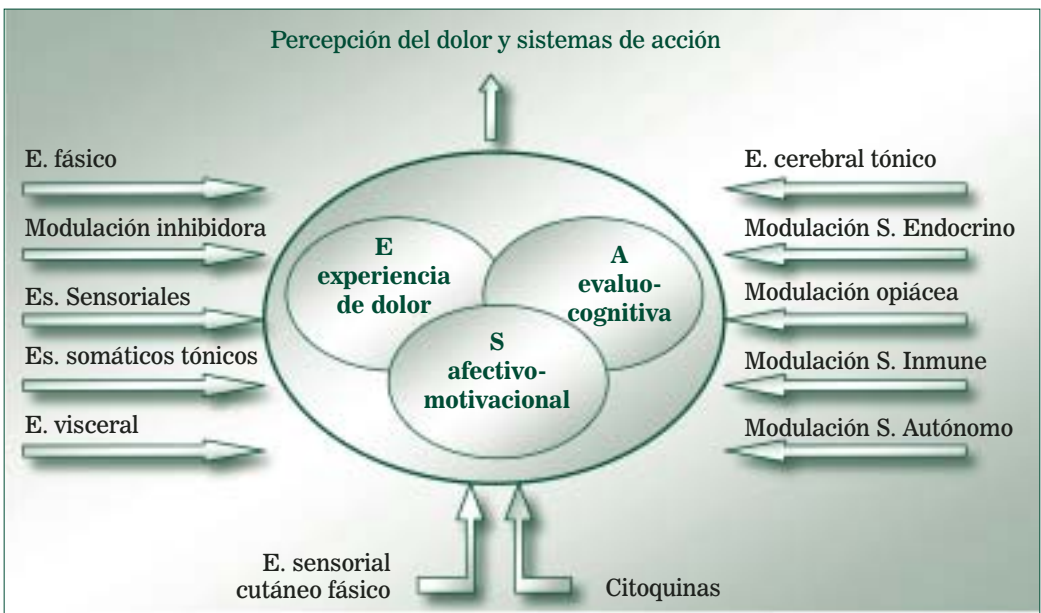 Percepción del dolor y sistemas de acción
E. fásico
Modulación inhibidora
Es. Sensoriales
Es. somáticos tónicos
E. visceral
E
experiencia
de dolor
A
evaluo-
cognitiva
S
afectivo-
motivacional
E. cerebral tónico
Modulación S. Endocrino
Modulación opiácea
Modulación S. Inmune
Modulación S. Autónomo
E. sensorial
cutáneo fásico
Citoquinas